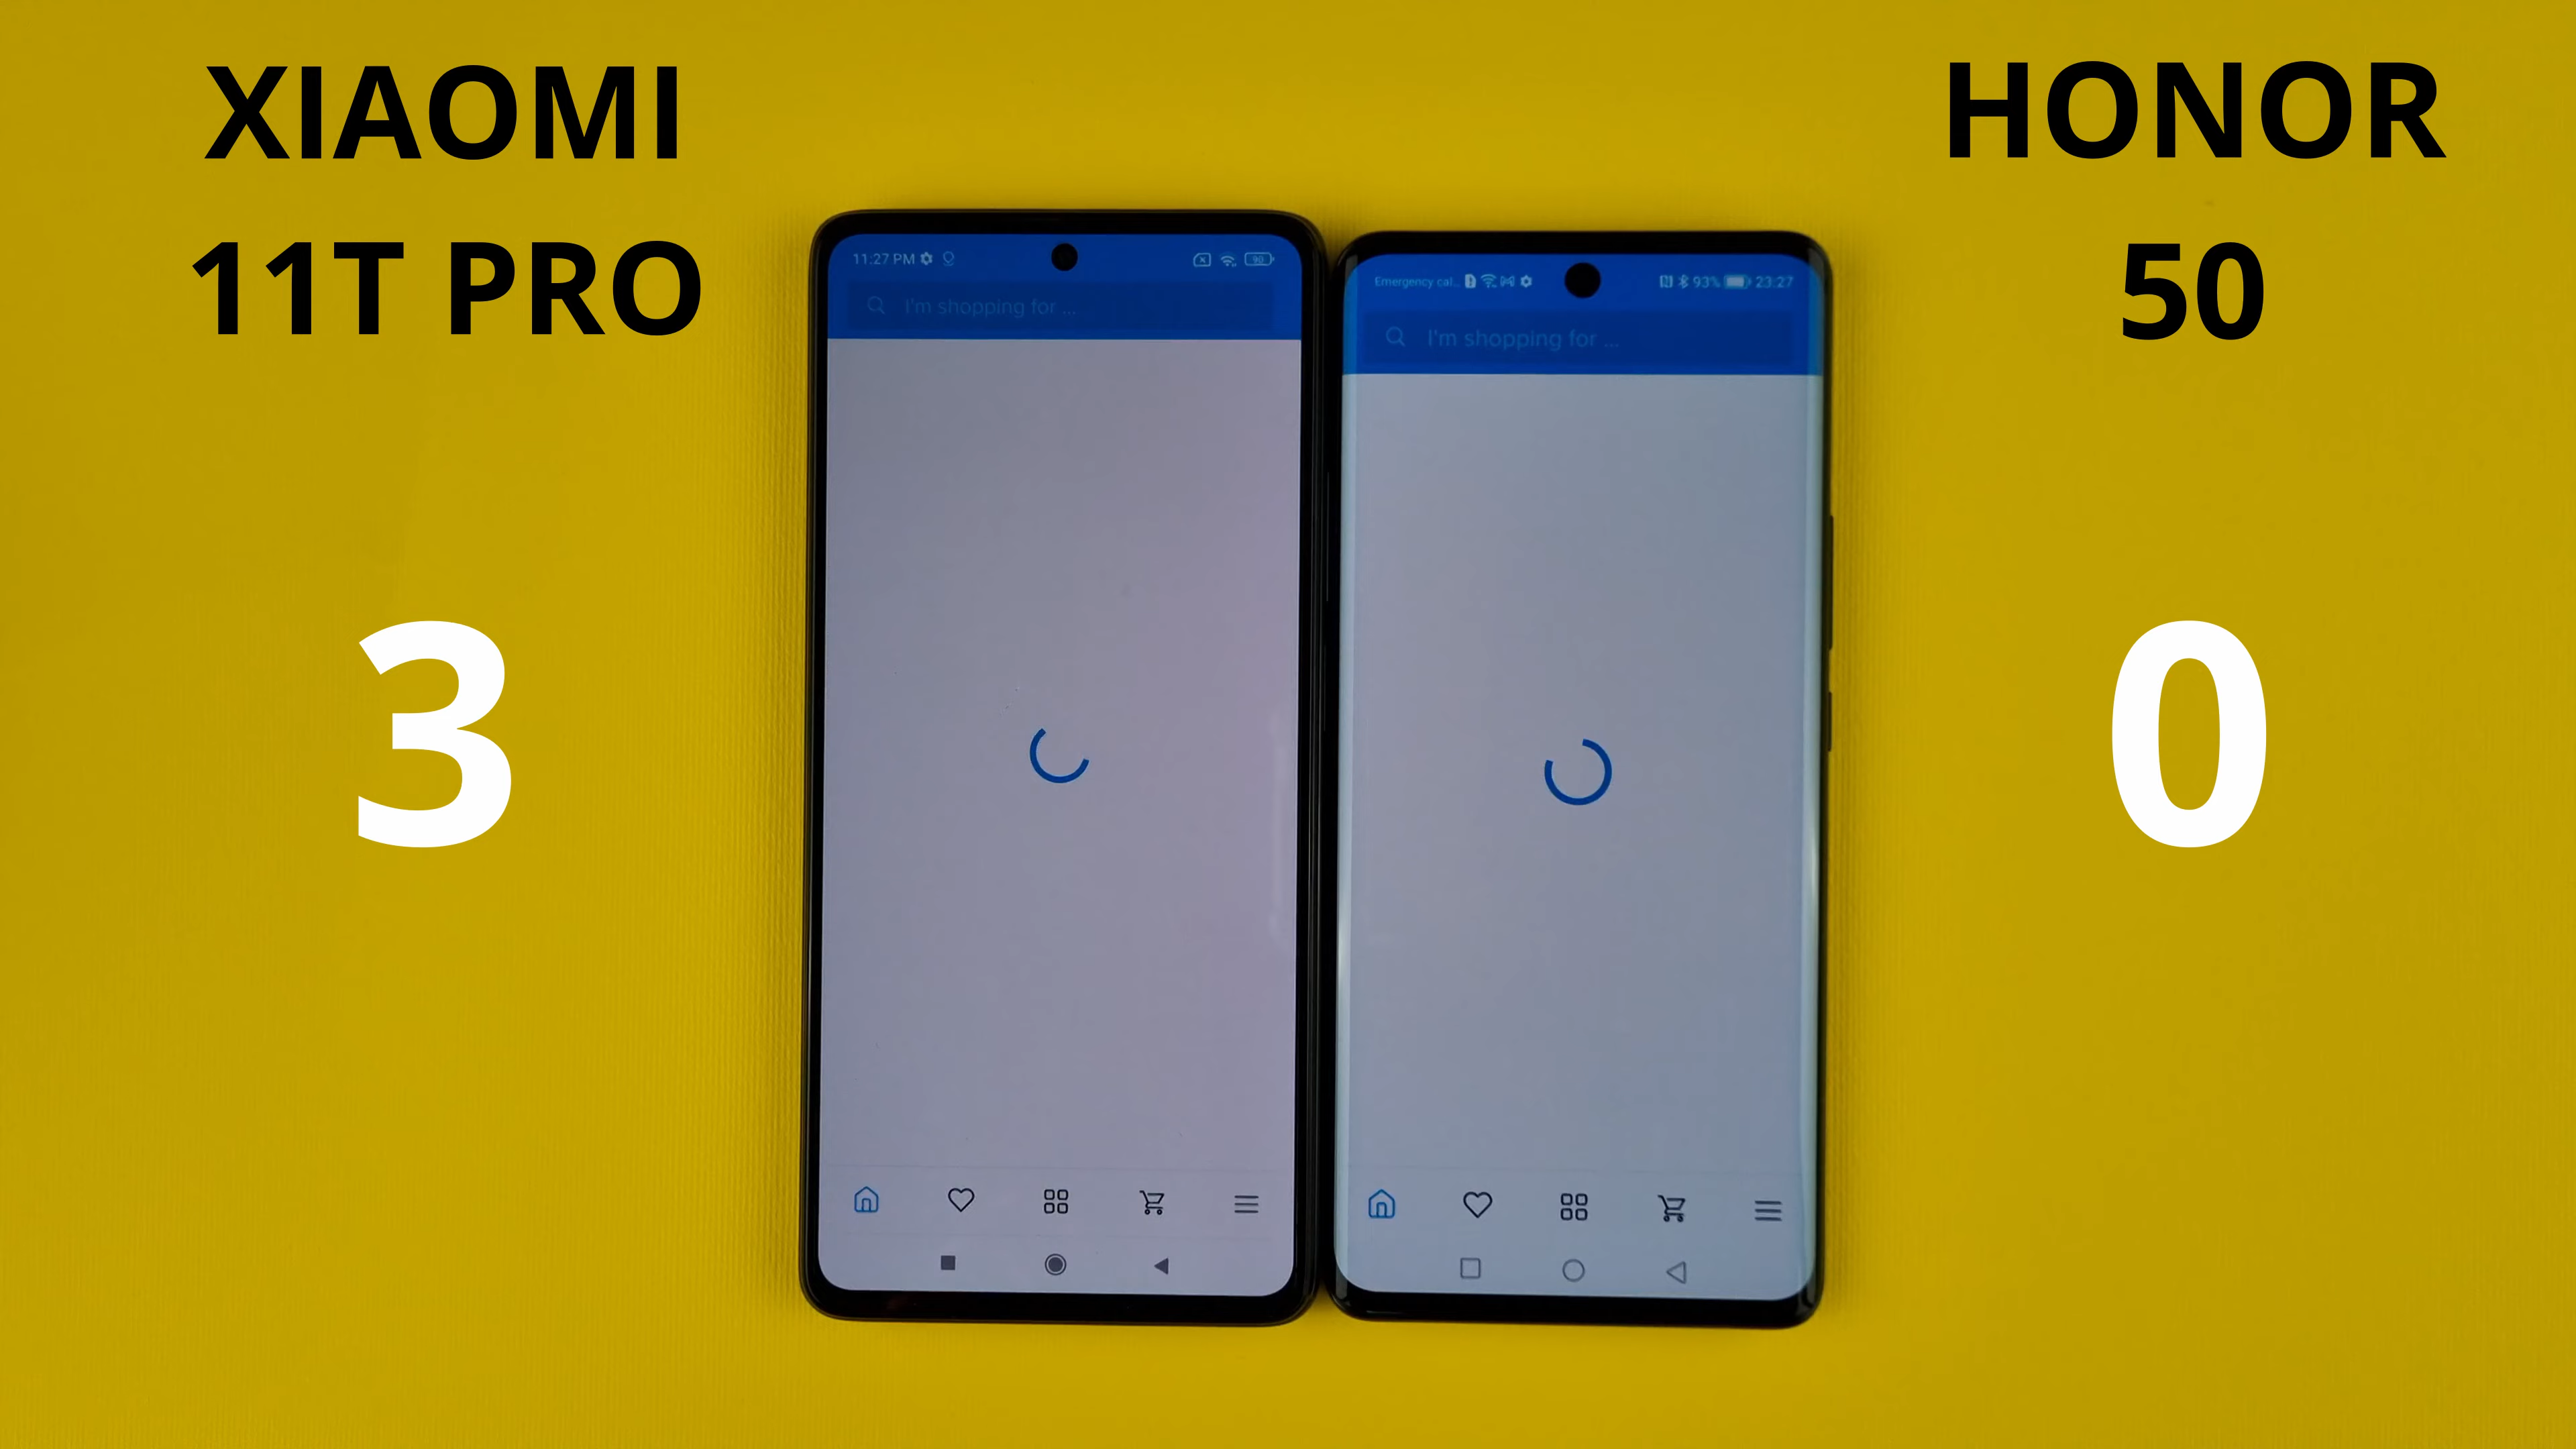 XIAOMI
11T PRO
HONOR
50
3
0
11:27 PM
90
I'm shopping for ...
Emergency cal...
93%
23:27
I'm shopping for ...